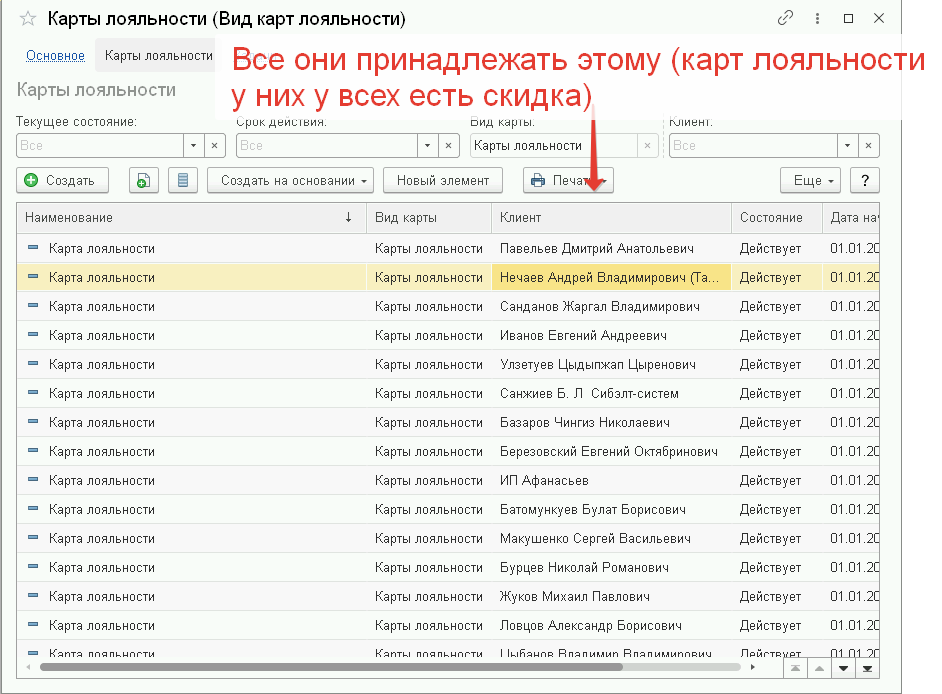 Карты лояльности (Вид карт лояльности)
Основное Карты лояльности
Все они принадлежать этому (карт лояльности
у них у всех есть скидка)
Карты лояльности
Текущее состояние: Срок действия: Вид карты: Клиент:
Все Все Карты лояльности Все
Создать Создать на основании Новый элемент Печать Еще ?
Наименование ↓ Вид карты Клиент Состояние Дата нач
Карта лояльности Карты лояльности Павельев Дмитрий Анатольевич Действует 01.01.20
Карта лояльности Карты лояльности Нечаев Андрей Владимирович (Та... Действует 01.01.20
Карта лояльности Карты лояльности Санданов Жаргал Владимирович Действует 01.01.20
Карта лояльности Карты лояльности Иванов Евгений Андреевич Действует 01.01.20
Карта лояльности Карты лояльности Улзетуев Цыдыпжап Цыренович Действует 01.01.20
Карта лояльности Карты лояльности Санжиев Б. Л Сибэлт-систем Действует 01.01.20
Карта лояльности Карты лояльности Базаров Чингиз Николаевич Действует 01.01.20
Карта лояльности Карты лояльности Березовский Евгений Октябринович Действует 01.01.20
Карта лояльности Карты лояльности ИП Афанасьев Действует 01.01.20
Карта лояльности Карты лояльности Батомункуев Булат Борисович Действует 01.01.20
Карта лояльности Карты лояльности Макушенко Сергей Васильевич Действует 01.01.20
Карта лояльности Карты лояльности Бурцев Николай Романович Действует 01.01.20
Карта лояльности Карты лояльности Жуков Михаил Павлович Действует 01.01.20
Карта лояльности Карты лояльности Ловцов Александр Борисович Действует 01.01.20
Карта лояльности Карты лояльности Цыбанов Владимир Владимирович Действует 01.01.20